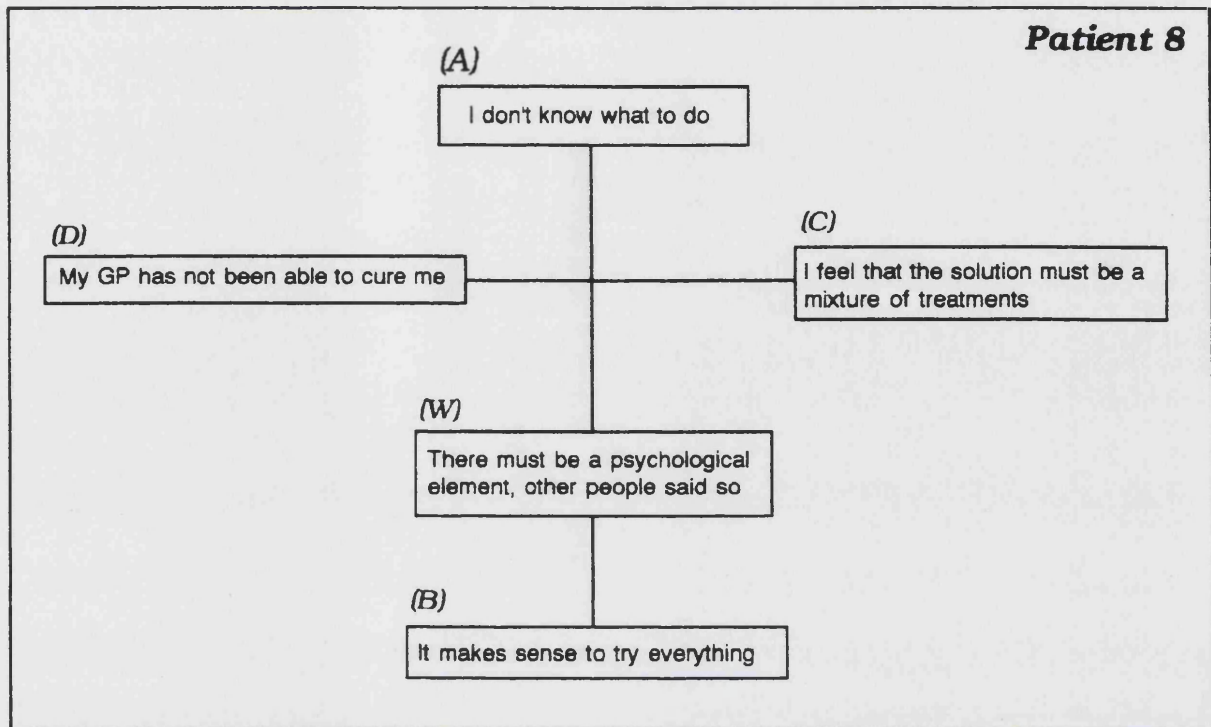 Patient 8
(A)
I don't know what to do
(D)
My GP has not been able to cure me
(C)
I feel that the solution must be a
mixture of treatments
(W)
There must be a psychological
element, other people said so
(B)
It makes sense to try everything